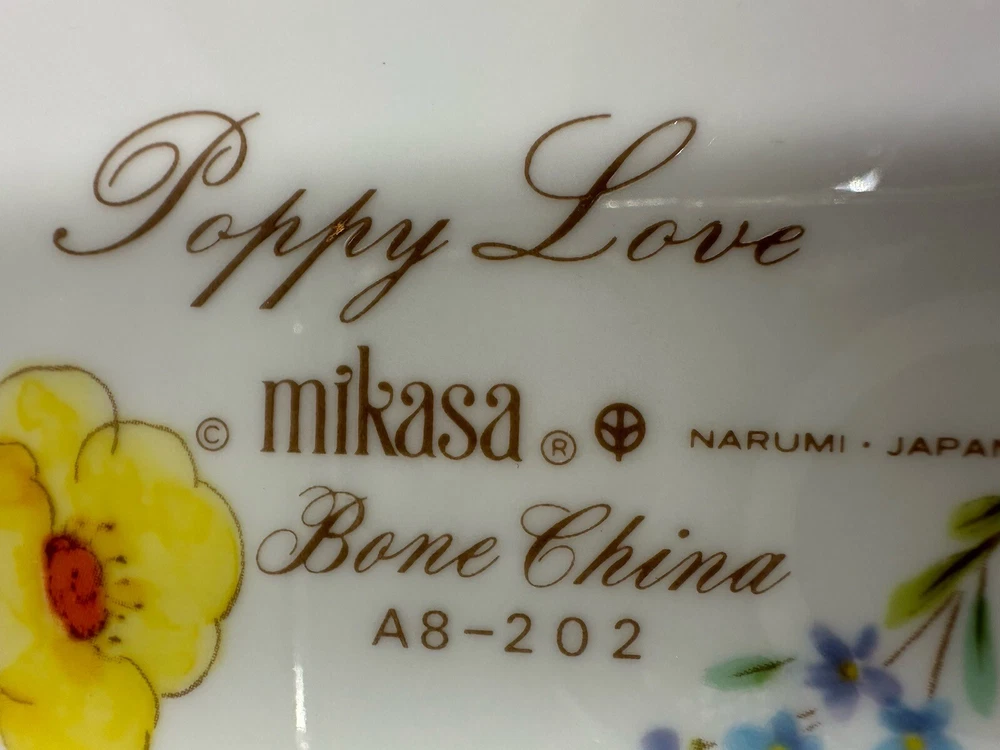 Poppy Love
© mikasa ® NARUMI · JAPAN
Bone China
A8-202